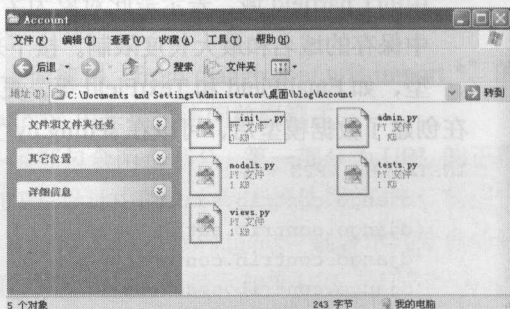 Account
文件(F) 编辑(E) 查看(V) 收藏(A) 工具(T) 帮助(H)
后退 搜索 文件夹
地址(D) C:\Documents and Settings\Administrator\桌面\blog\Account 转到
文件和文件夹任务
其它位置
详细信息
__init__.py
PY 文件
0 KB
admin.py
PY 文件
1 KB
models.py
PY 文件
1 KB
tests.py
PY 文件
1 KB
views.py
PY 文件
1 KB
5 个对象 243 字节 我的电脑